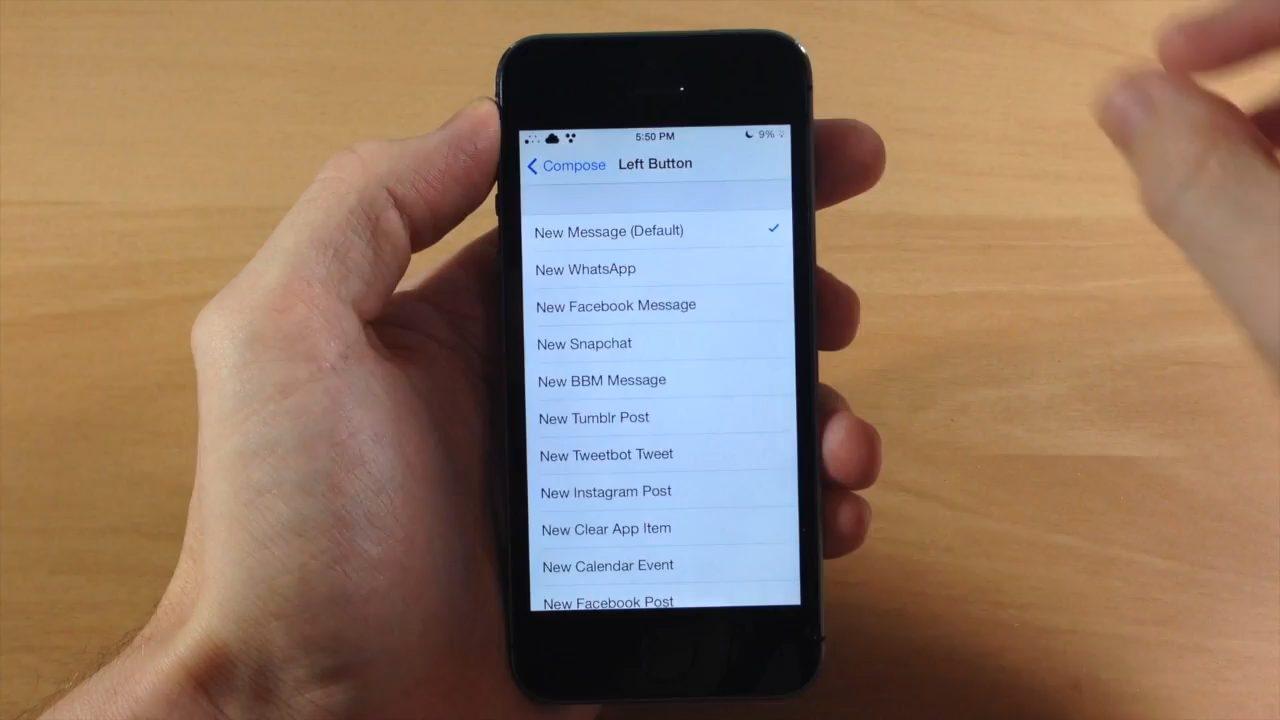 5:50 PM
9%
Compose
Left Button
New Message (Default)
New WhatsApp
New Facebook Message
New Snapchat
New BBM Message
New Tumblr Post
New Tweetbot Tweet
New Instagram Post
New Clear App Item
New Calendar Event
New Facebook Post